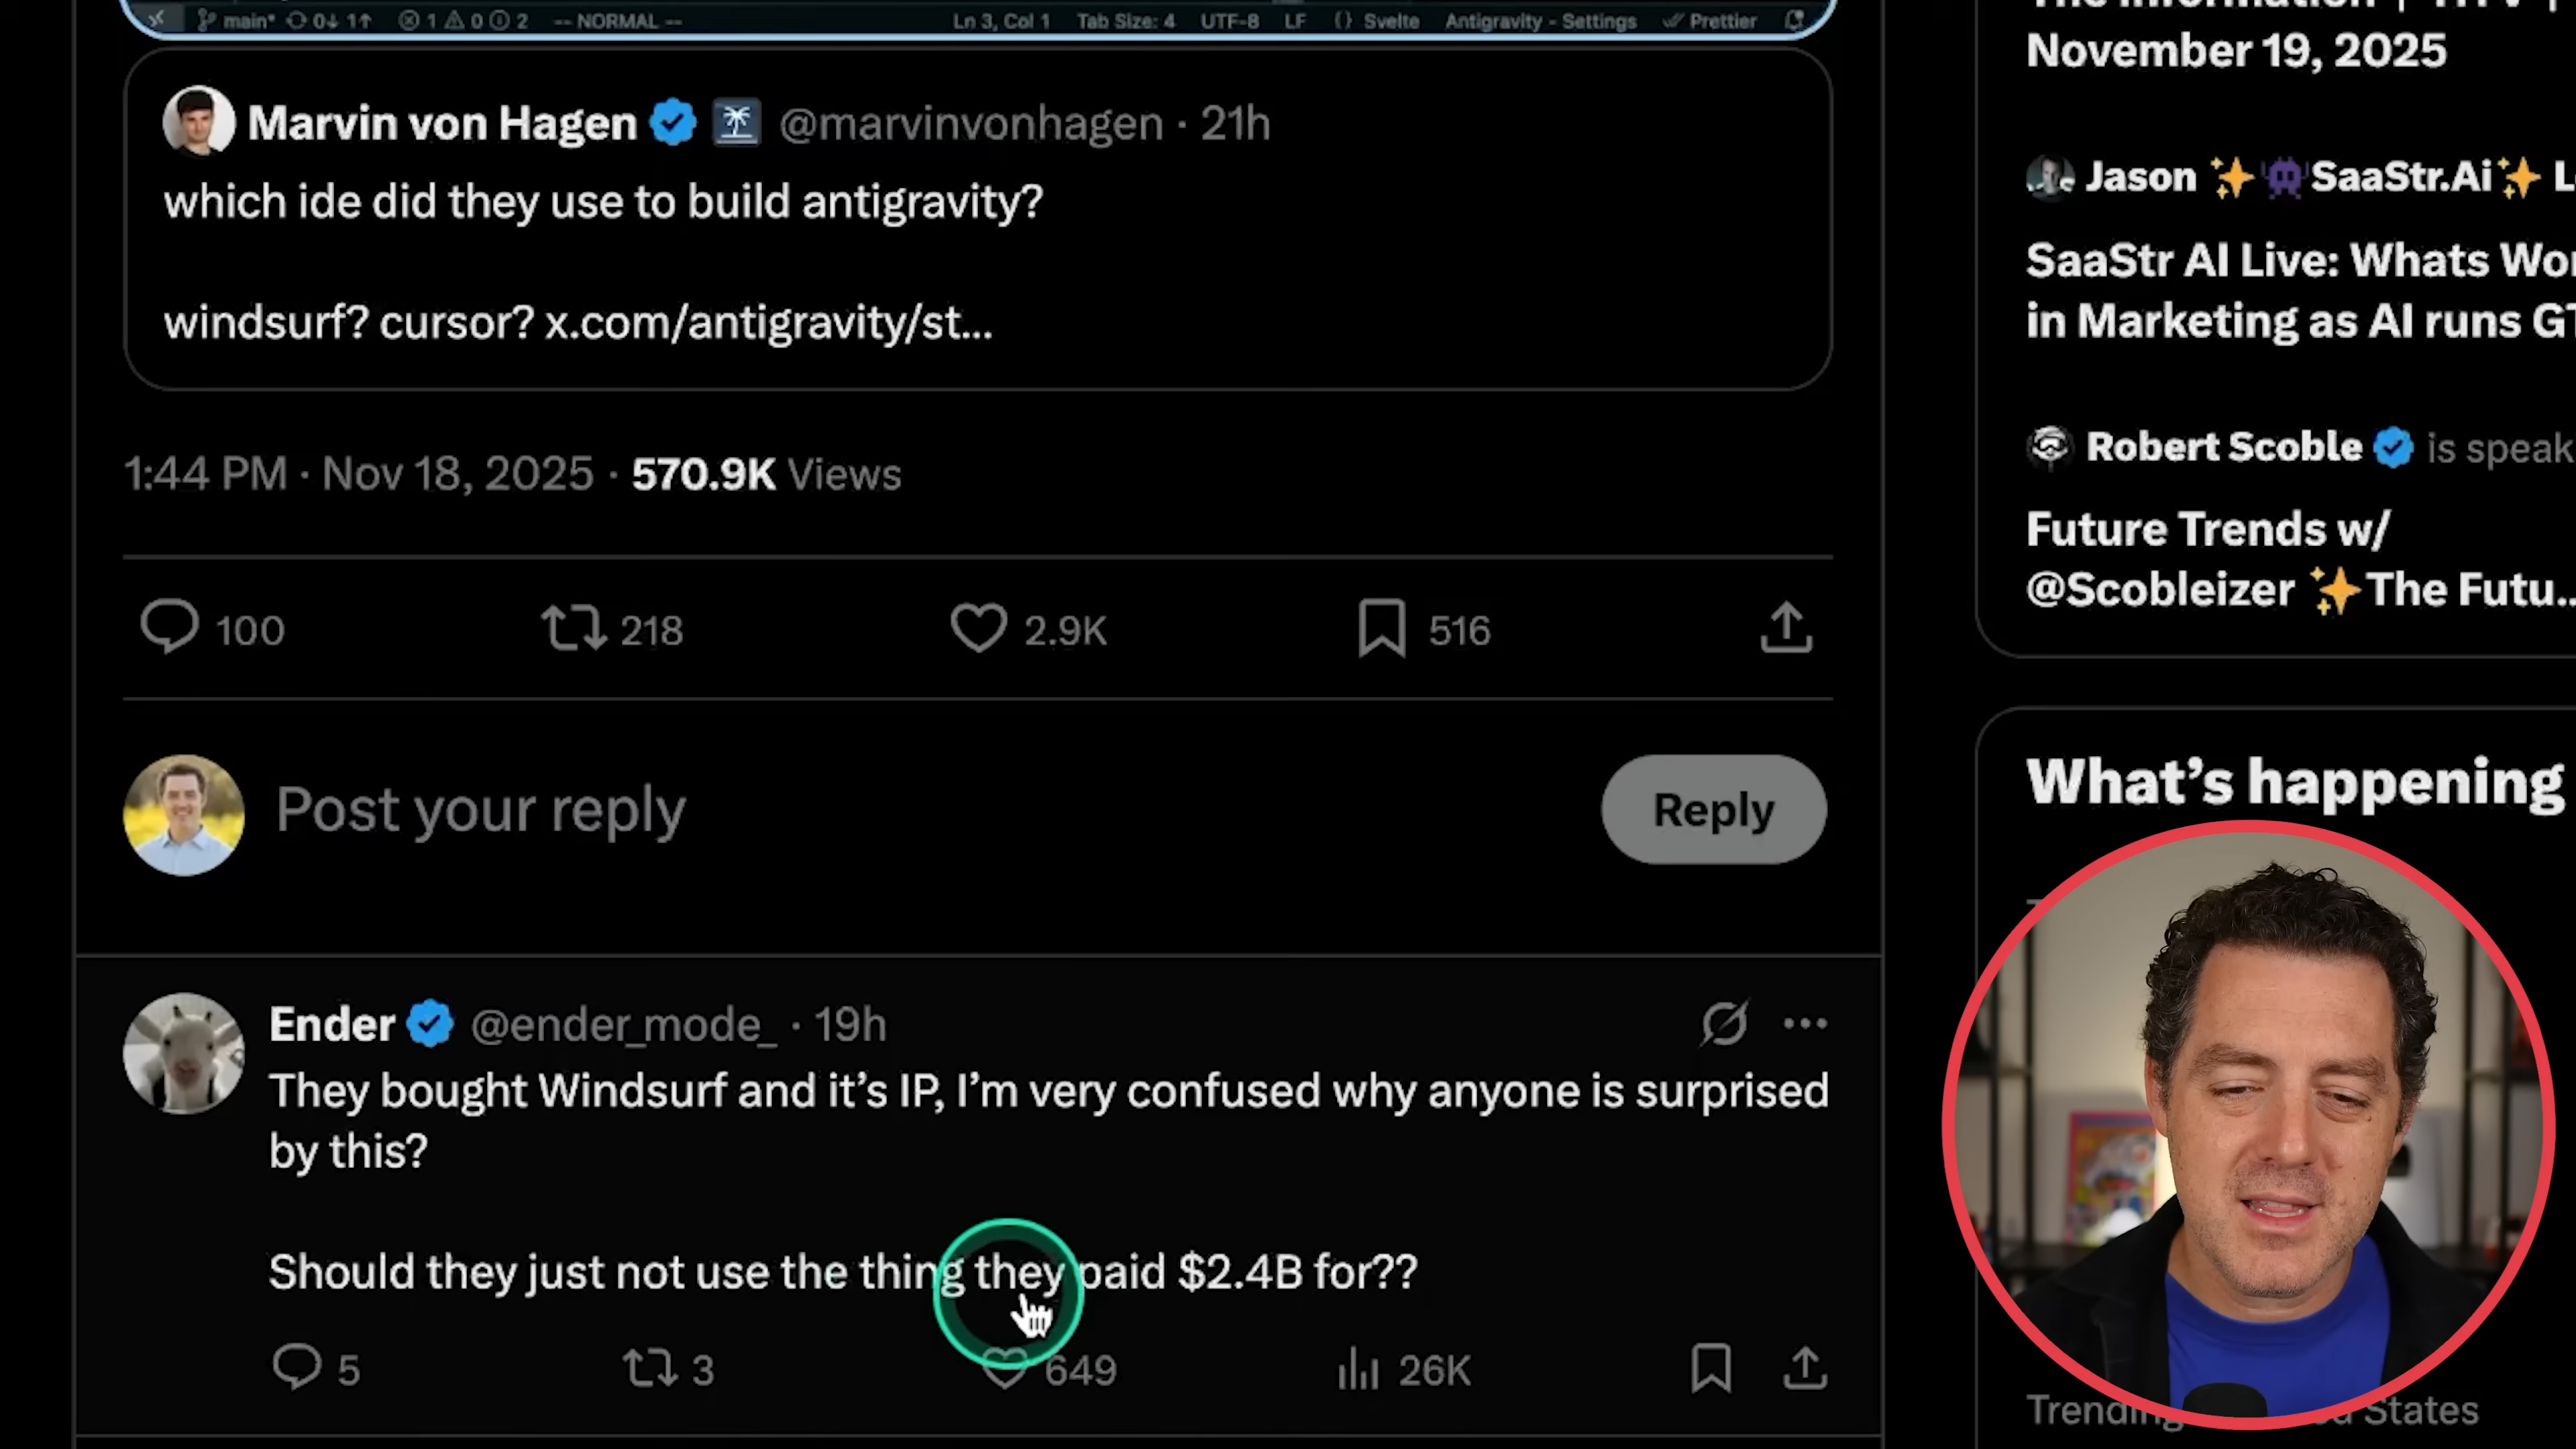 main* 0↓ 1↑ 1 0 2 -- NORMAL -- Ln 3, Col 1 Tab Size: 4 UTF-8 LF {} Svelte Antigravity - Settings Prettier
Marvin von Hagen @marvinvonhagen · 21h
which ide did they use to build antigravity?
windsurf? cursor? x.com/antigravity/st...
1:44 PM · Nov 18, 2025 · 570.9K Views
100 218 2.9K 516
Post your reply
Reply
Ender @ender_mode_ · 19h
They bought Windsurf and it's IP, I'm very confused why anyone is surprised
by this?
Should they just not use the thing they paid $2.4B for??
5 3 649 26K
The Information |
November 19, 2025
Jason ✨👾SaaStr.Ai✨
SaaStr AI Live: Whats
in Marketing as AI runs
Robert Scoble is
Future Trends w/
@Scobleizer ✨The Futu..
What's happening
States